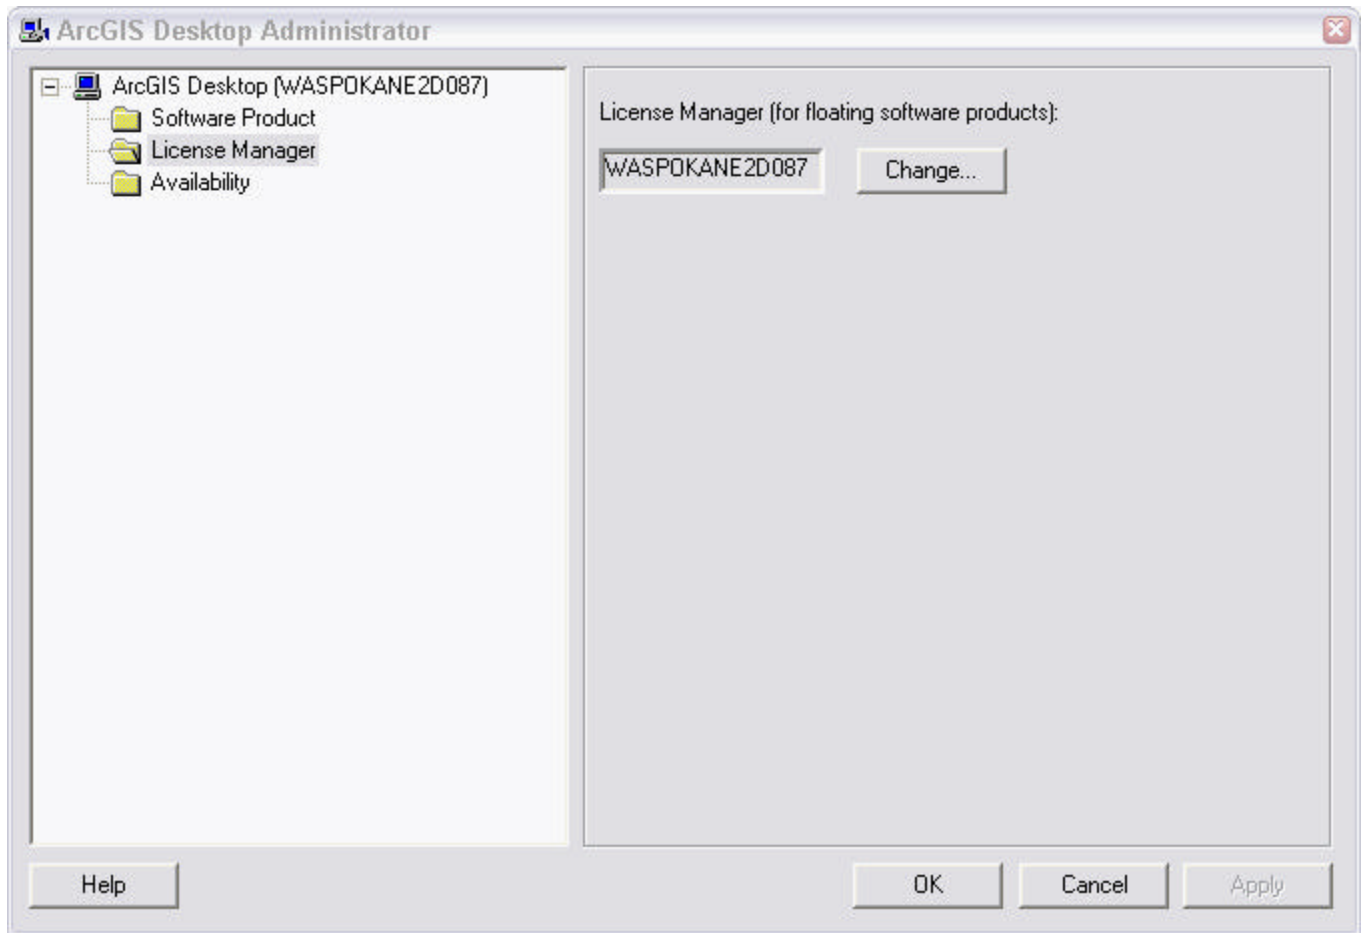 ArcGIS Desktop Administrator
ArcGIS Desktop (WASPOKANE2D087)
Software Product
License Manager
Availability
License Manager (for floating software products):
WASPOKANE2D087
Change...
Help
OK
Cancel
Apply